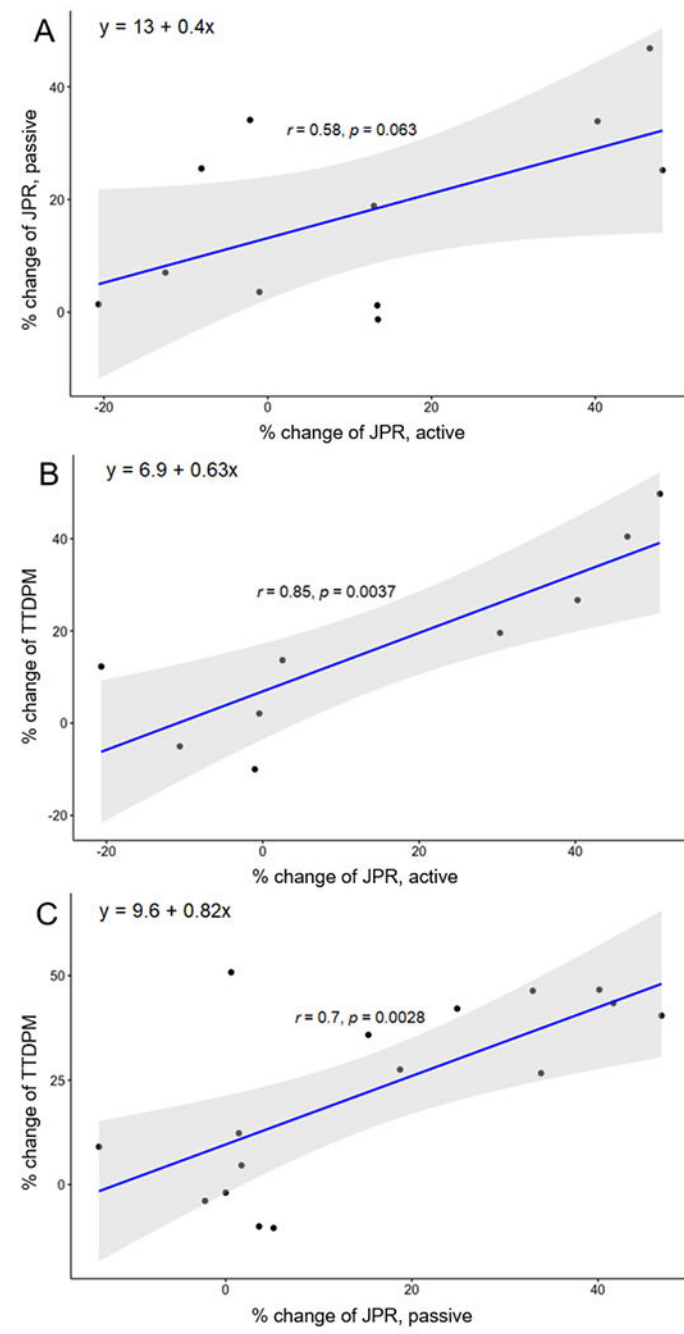 A
y = 13 + 0.4x
r = 0.58, p = 0.063
% change of JPR, passive
40
20
0
-20
0
20
40
% change of JPR, active
B
y = 6.9 + 0.63x
r = 0.85, p = 0.0037
% change of TTDPM
40
20
0
-20
-20
0
20
40
% change of JPR, active
C
y = 9.6 + 0.82x
r = 0.7, p = 0.0028
% change of TTDPM
50
25
0
0
20
40
% change of JPR, passive